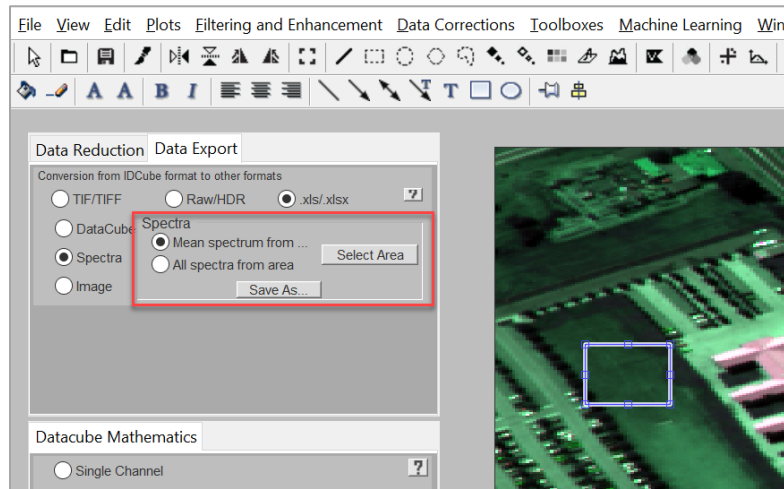 File View Edit Plots Filtering and Enhancement Data Corrections Toolboxes Machine Learning Win
A A B I T T
Data Reduction Data Export
Conversion from IDCube format to other formats
TIF/TIFF Raw/HDR .xls/.xlsx ?
DataCube Spectra
Mean spectrum from ...
Spectra Select Area
All spectra from area
Image Save As...
Datacube Mathematics
Single Channel ?